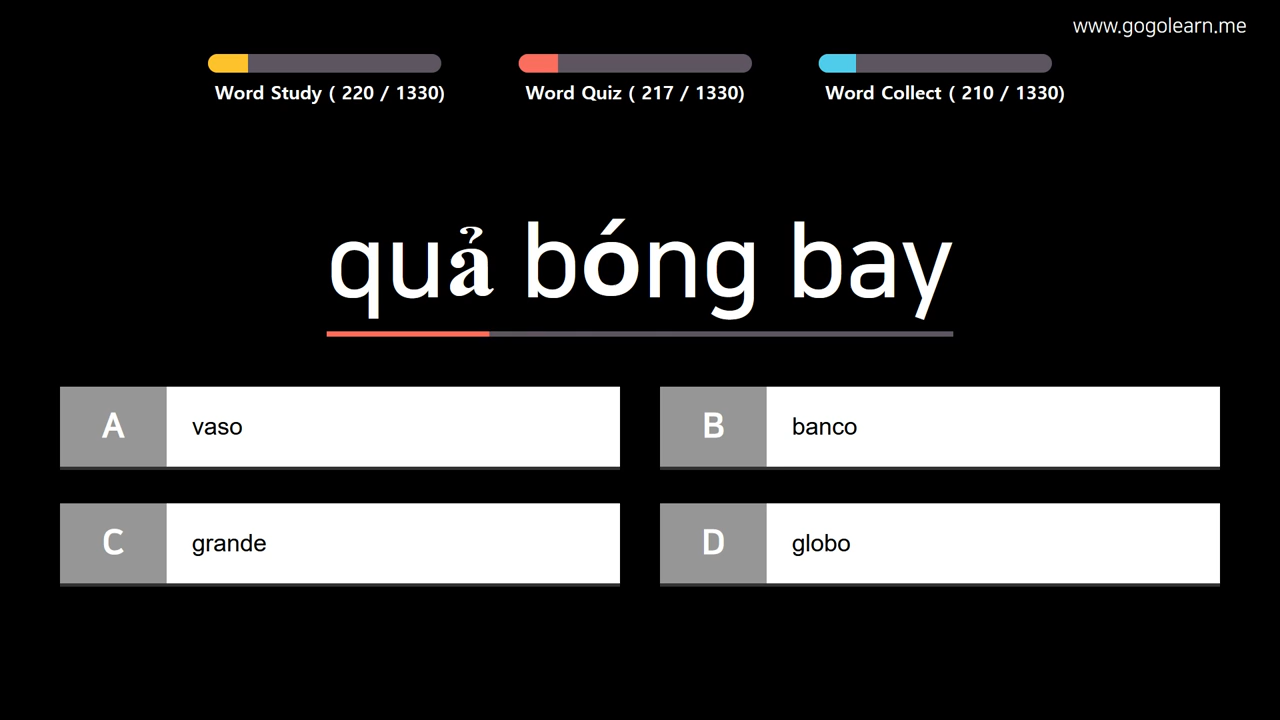 www.gogolearn.me
Word Study ( 220 / 1330)
Word Quiz ( 217 / 1330)
Word Collect ( 210 / 1330)
quả bóng bay
A
vaso
B
banco
C
grande
D
globo